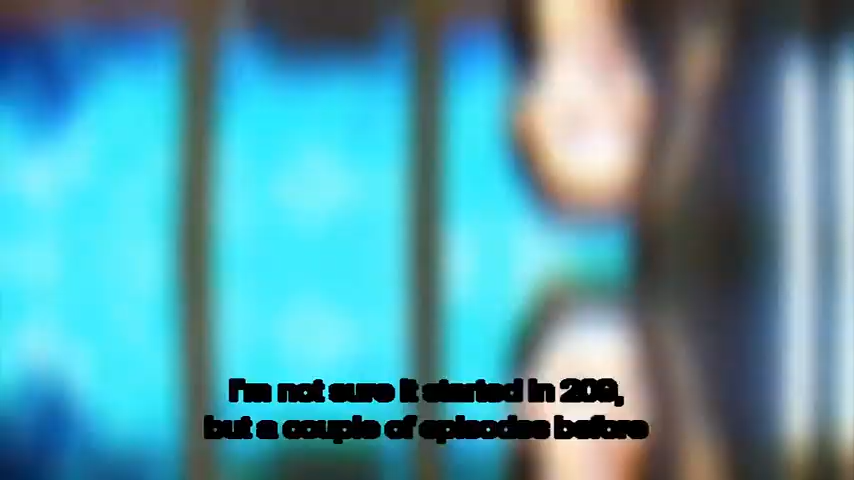 I'm not sure it started in 209,
but a couple of episodes before